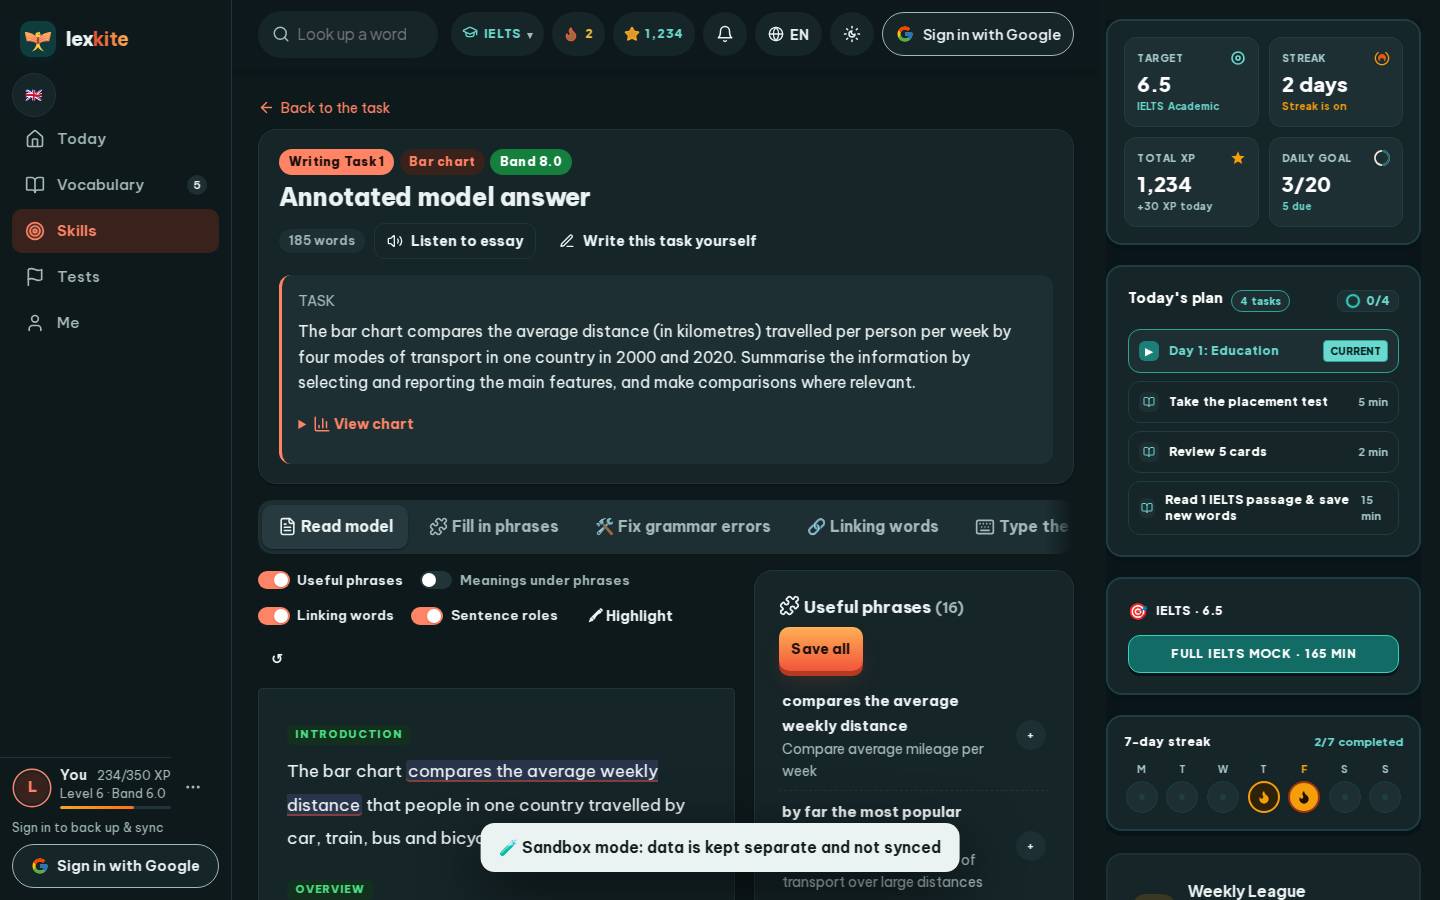 lexkite
Today
Vocabulary 5
Skills
Tests
Me
You 234/350 XP
Level 6 · Band 6.0
Sign in to back up & sync
Sign in with Google
Look up a word
IELTS ▾
2
1,234
EN
Sign in with Google
← Back to the task
Writing Task 1
Bar chart
Band 8.0
Annotated model answer
185 words
Listen to essay
Write this task yourself
TASK
The bar chart compares the average distance (in kilometres) travelled per person per week by
four modes of transport in one country in 2000 and 2020. Summarise the information by
selecting and reporting the main features, and make comparisons where relevant.
▶ View chart
Read model
Fill in phrases
Fix grammar errors
Linking words
Type the
Useful phrases
Meanings under phrases
Linking words
Sentence roles
Highlight
↺
INTRODUCTION
The bar chart compares the average weekly
distance that people in one country travelled by
car, train, bus and bicyc
OVERVIEW
Useful phrases (16)
Save all
compares the average
weekly distance
Compare average mileage per
week
+
by far the most popular
of
+
transport over large distances
Sandbox mode: data is kept separate and not synced
TARGET
6.5
IELTS Academic
STREAK
2 days
Streak is on
TOTAL XP
1,234
+30 XP today
DAILY GOAL
3/20
5 due
Today's plan
4 tasks
0/4
Day 1: Education
CURRENT
Take the placement test
5 min
Review 5 cards
2 min
Read 1 IELTS passage & save
new words
15
min
IELTS · 6.5
FULL IELTS MOCK · 165 MIN
7-day streak
2/7 completed
M T W T F S S
Weekly League
L